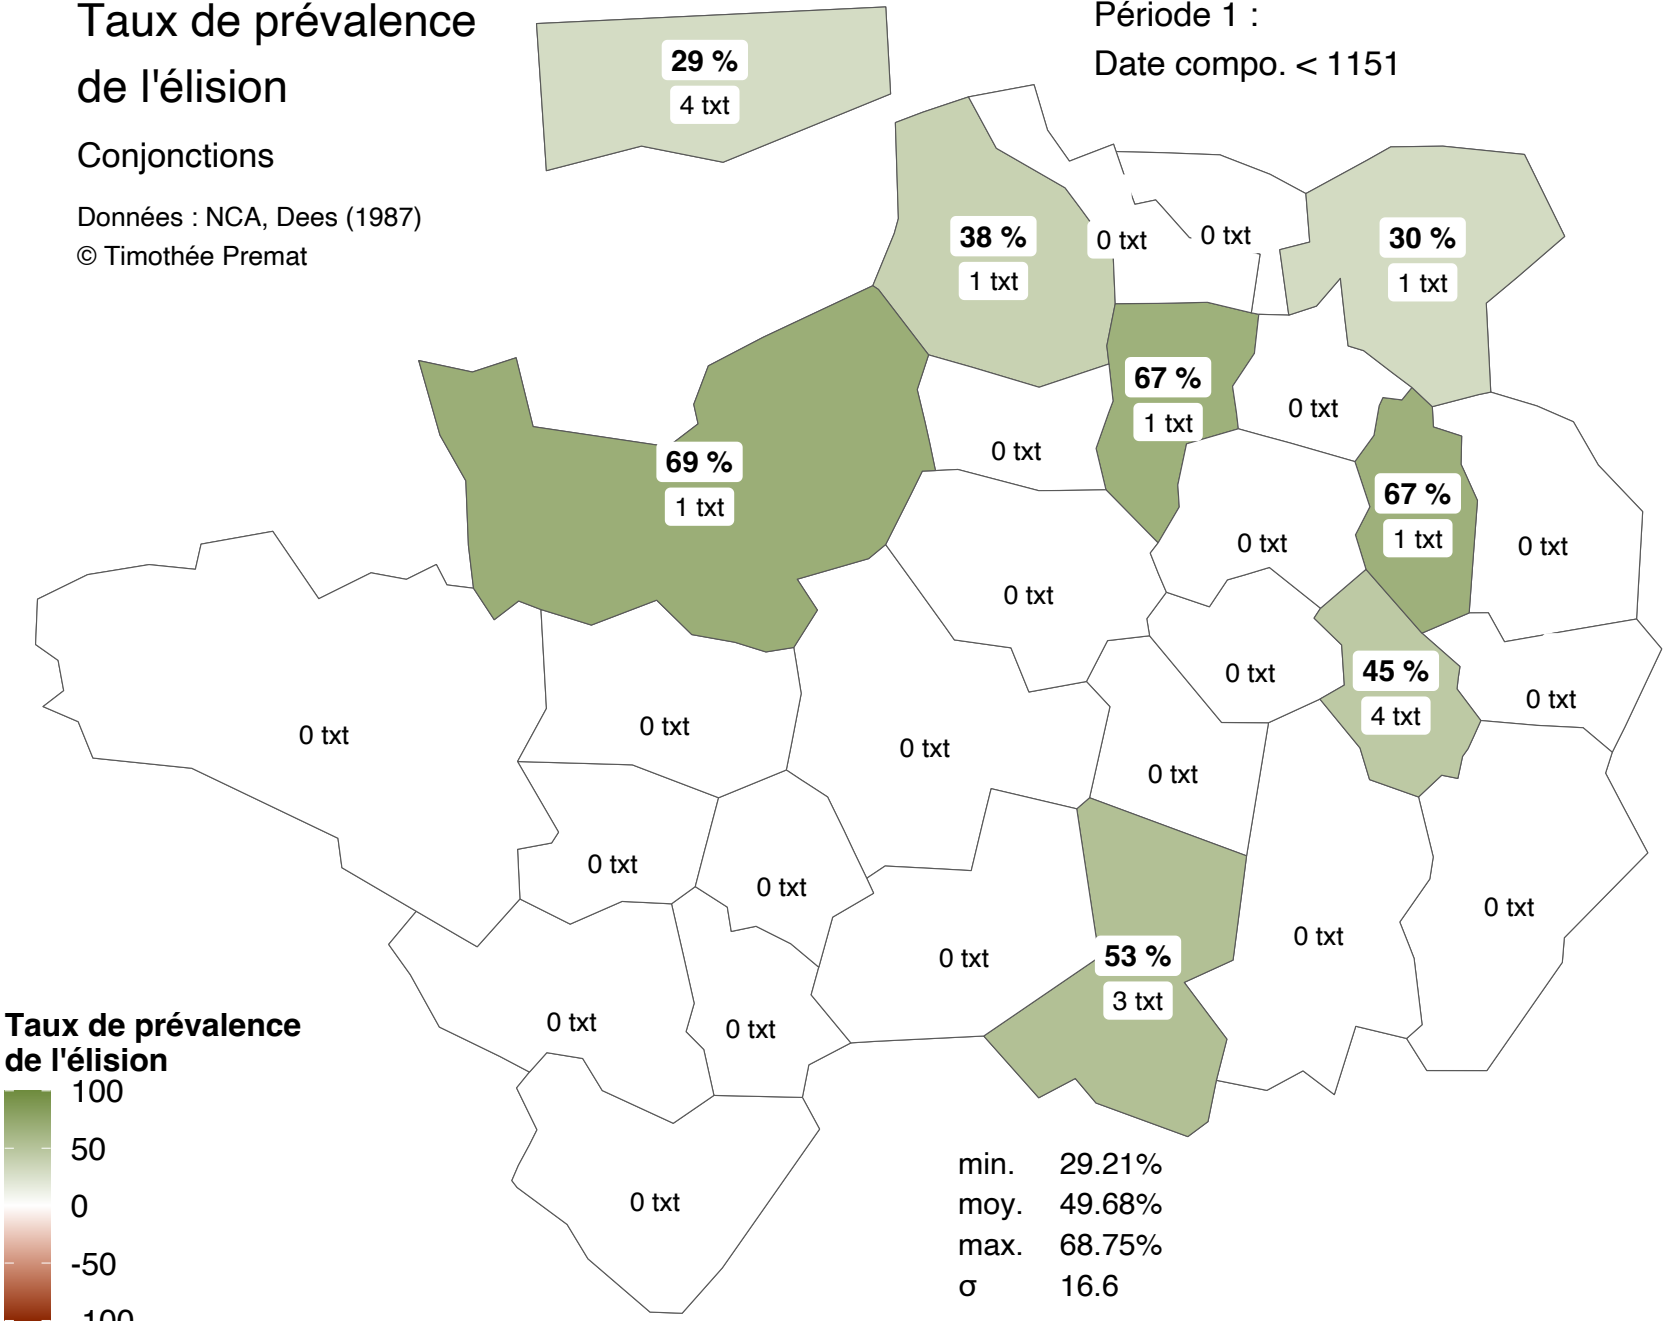 Taux de prévalence
de l'élision
Conjonctions
Données : NCA, Dees (1987)
© Timothée Premat
Période 1 :
Date compo. < 1151
29 %
4 txt
38 %
1 txt
0 txt
0 txt
30 %
1 txt
67 %
1 txt
0 txt
0 txt
69 %
1 txt
67 %
1 txt
0 txt
0 txt
0 txt
0 txt
45 %
4 txt
0 txt
0 txt
0 txt
0 txt
0 txt
0 txt
0 txt
0 txt
0 txt
53 %
3 txt
0 txt
0 txt
0 txt
0 txt
0 txt
Taux de prévalence
de l'élision
100
50
0
-50
-100
min. 29.21%
moy. 49.68%
max. 68.75%
σ 16.6